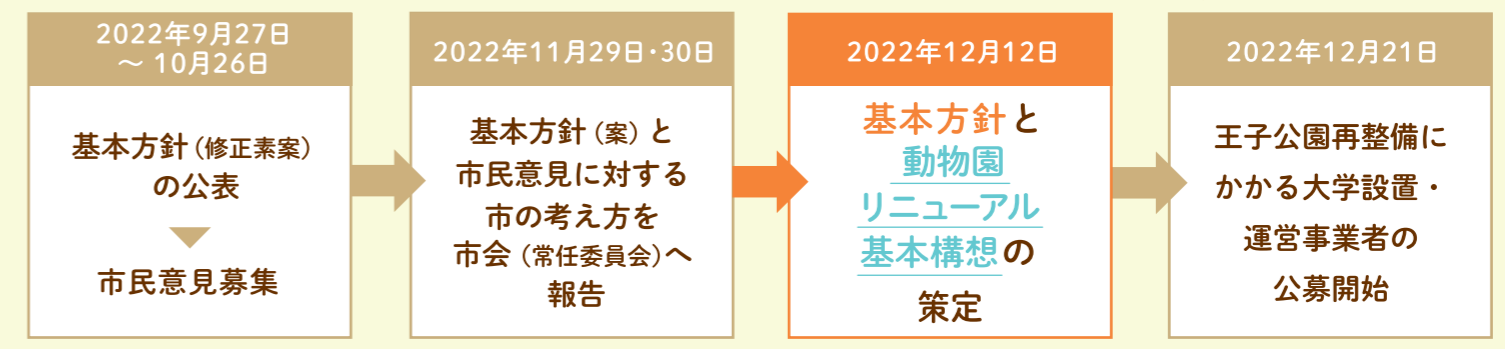 2022年9月27日
～10月26日
基本方針（修正素案）
の公表
市民意見募集
2022年11月29日・30日
基本方針（案）と
市民意見に対する
市の考え方を
市会（常任委員会）へ
報告
2022年12月12日
基本方針と
動物園
リニューアル
基本構想の
策定
2022年12月21日
王子公園再整備に
かかる大学設置・
運営事業者の
公募開始